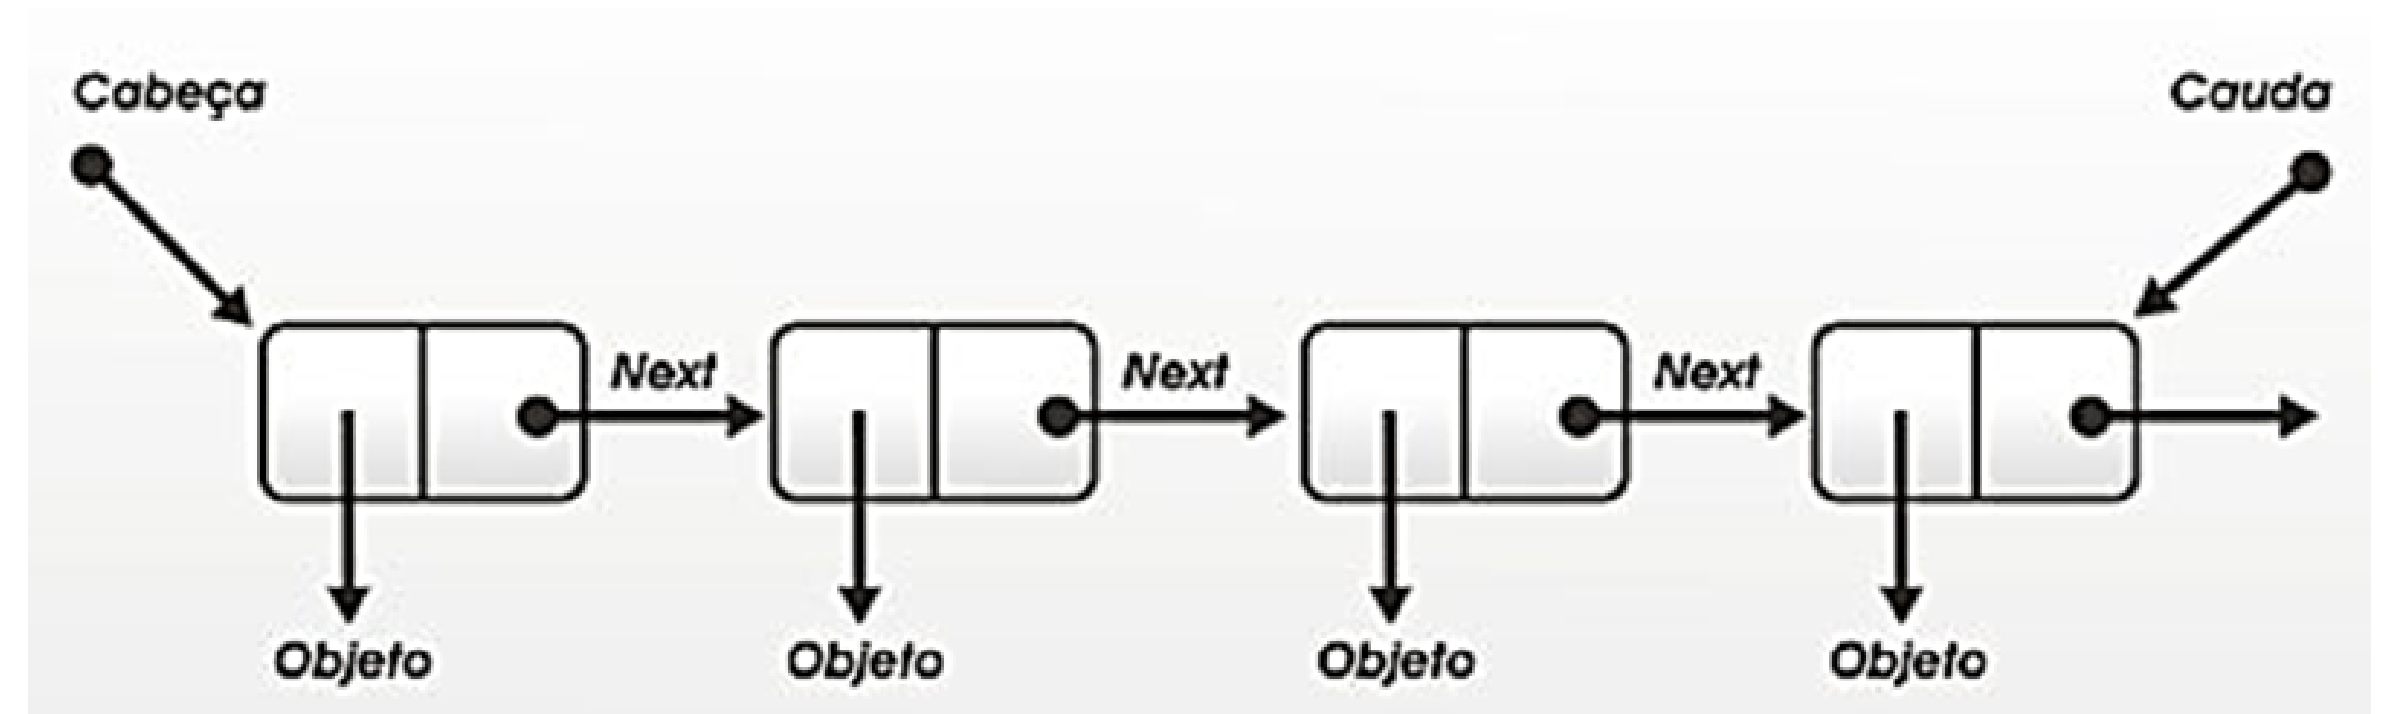 Cabeça
Cauda
Next
Next
Next
Objeto
Objeto
Objeto
Objeto